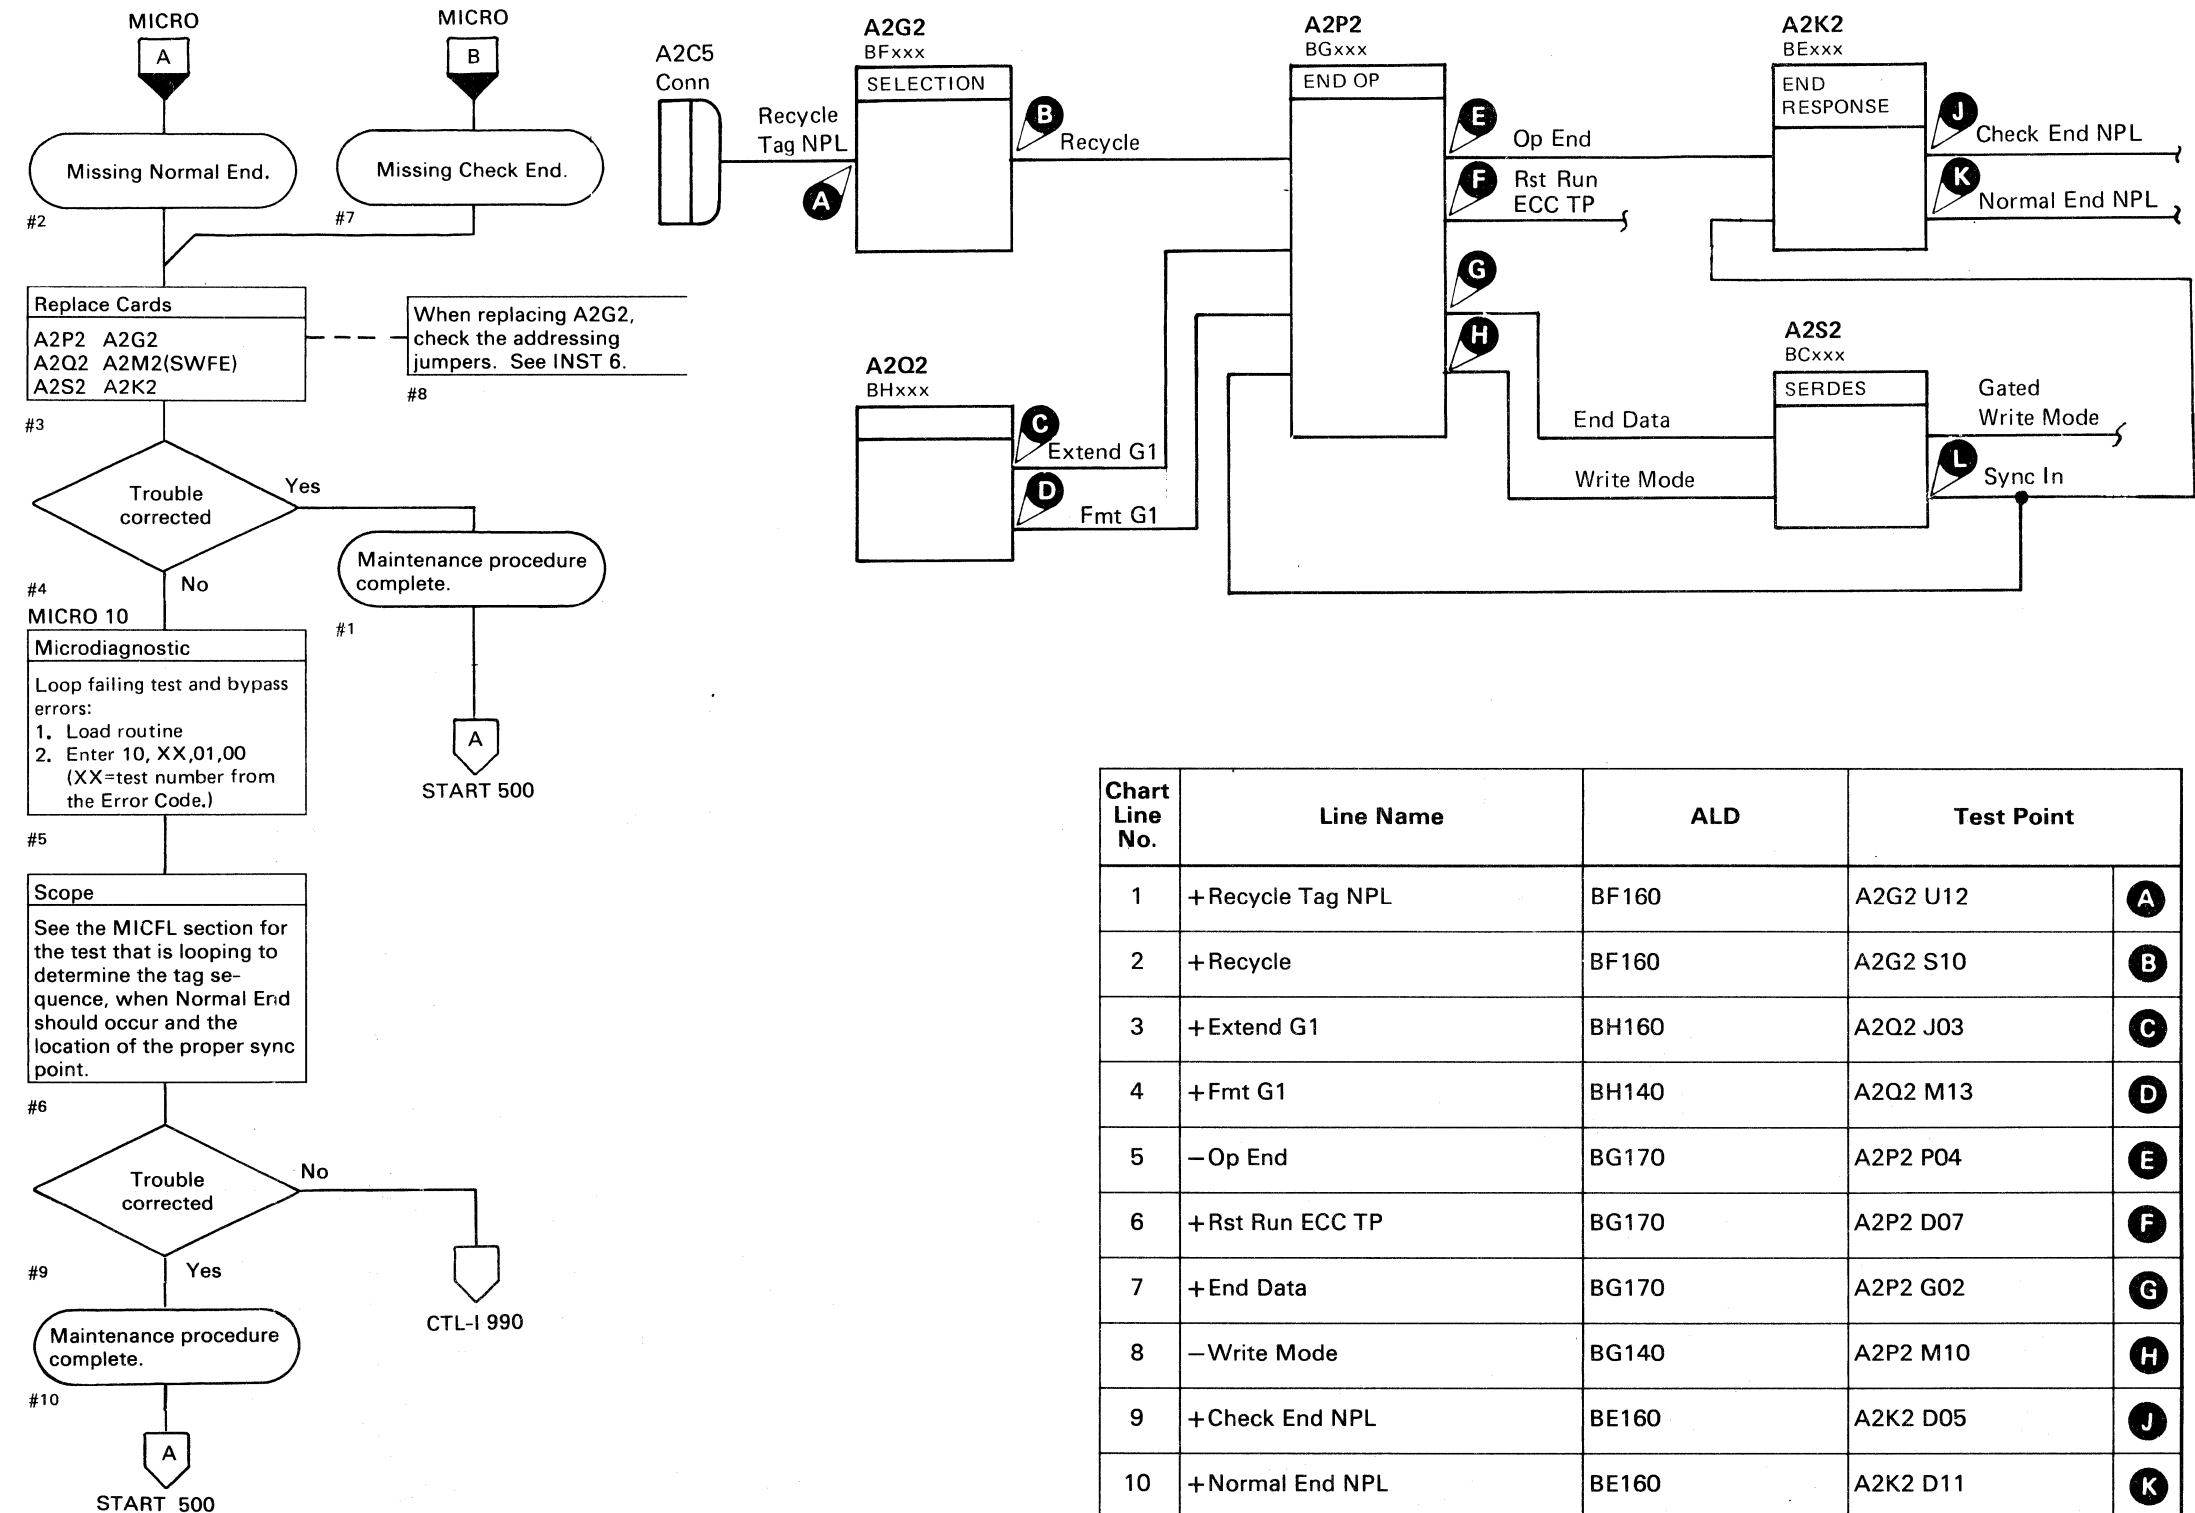 MICRO
A
Missing Normal End.
#2
MICRO
B
Missing Check End.
#7
Replace Cards
A2P2 A2G2
A2Q2 A2M2(SWFE)
A2S2 A2K2
#3
When replacing A2G2,
check the addressing
jumpers. See INST 6.
#8
Trouble
corrected
Yes
No
#4
Maintenance procedure
complete.
#1
A
START 500
MICRO 10
Microdiagnostic
Loop failing test and bypass
errors:
1. Load routine
2. Enter 10, XX,01,00
(XX=test number from
the Error Code.)
#5
Scope
See the MICFL section for
the test that is looping to
determine the tag se-
quence, when Normal End
should occur and the
location of the proper sync
point.
#6
Trouble
corrected
No
Yes
#9
CTL-I 990
Maintenance procedure
complete.
#10
A
START 500
A2C5
Conn
Recycle
Tag NPL
A
A2G2
BFxxx
SELECTION
B
Recycle
A2Q2
BHxxx
C
Extend G1
D
Fmt G1
A2P2
BGxxx
END OP
E
Op End
F
Rst Run
ECC TP
G
H
End Data
Write Mode
A2K2
BExxx
END
RESPONSE
J
Check End NPL
K
Normal End NPL
A2S2
BCxxx
SERDES
Gated
Write Mode
L
Sync In
Chart
Line
No.
Line Name
ALD
Test Point
1 +Recycle Tag NPL BF160 A2G2 U12 A
2 +Recycle BF160 A2G2 S10 B
3 +Extend G1 BH160 A2Q2 J03 C
4 +Fmt G1 BH140 A2Q2 M13 D
5 −Op End BG170 A2P2 P04 E
6 +Rst Run ECC TP BG170 A2P2 D07 F
7 +End Data BG170 A2P2 G02 G
8 −Write Mode BG140 A2P2 M10 H
9 +Check End NPL BE160 A2K2 D05 J
10 +Normal End NPL BE160 A2K2 D11 K